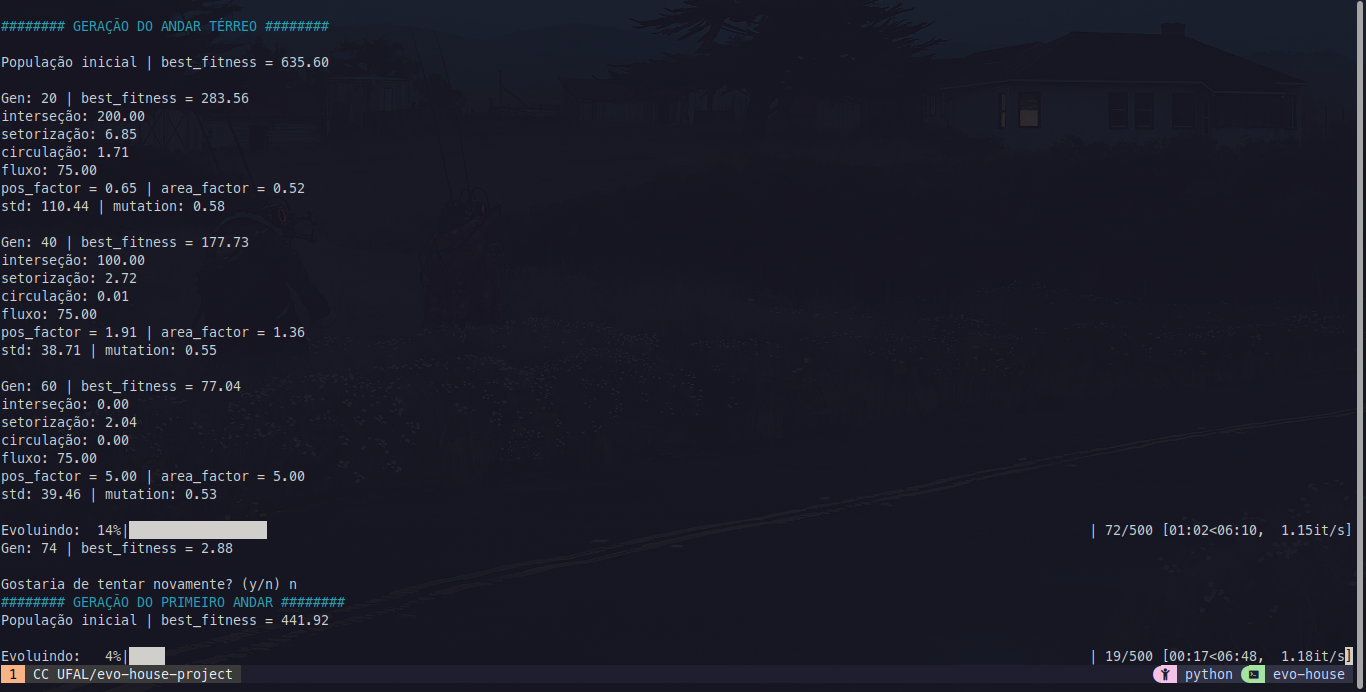 ######## GERAÇÃO DO ANDAR TÉRREO ########
População inicial | best_fitness = 635.60
Gen: 20 | best_fitness = 283.56
interseção: 200.00
setorização: 6.85
circulação: 1.71
fluxo: 75.00
pos_factor = 0.65 | area_factor = 0.52
std: 110.44 | mutation: 0.58
Gen: 40 | best_fitness = 177.73
interseção: 100.00
setorização: 2.72
circulação: 0.01
fluxo: 75.00
pos_factor = 1.91 | area_factor = 1.36
std: 38.71 | mutation: 0.55
Gen: 60 | best_fitness = 77.04
interseção: 0.00
setorização: 2.04
circulação: 0.00
fluxo: 75.00
pos_factor = 5.00 | area_factor = 5.00
std: 39.46 | mutation: 0.53
Evoluindo:  14%| | 72/500 [01:02<06:10,  1.15it/s]
Gen: 74 | best_fitness = 2.88
Gostaria de tentar novamente? (y/n) n
######## GERAÇÃO DO PRIMEIRO ANDAR ########
População inicial | best_fitness = 441.92
Evoluindo:   4%| | 19/500 [00:17<06:48,  1.18it/s]
1 CC UFAL/evo-house-project python evo-house